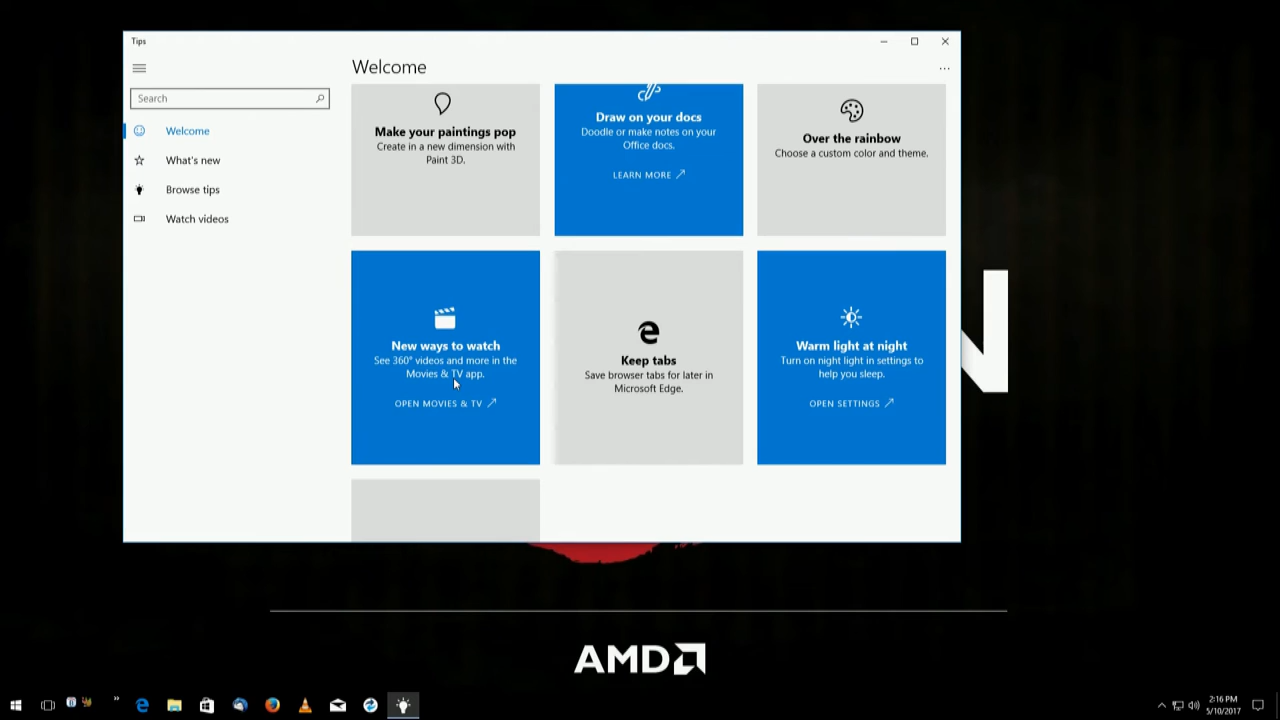 Tips
Welcome
Search
Welcome
What's new
Browse tips
Watch videos
Make your paintings pop
Create in a new dimension with
Paint 3D.
Draw on your docs
Doodle or make notes on your
Office docs.
LEARN MORE
Over the rainbow
Choose a custom color and theme.
New ways to watch
See 360° videos and more in the
Movies & TV app.
OPEN MOVIES & TV
Keep tabs
Save browser tabs for later in
Microsoft Edge.
Warm light at night
Turn on night light in settings to
help you sleep.
OPEN SETTINGS
N
AMD
2:16 PM
5/10/2017